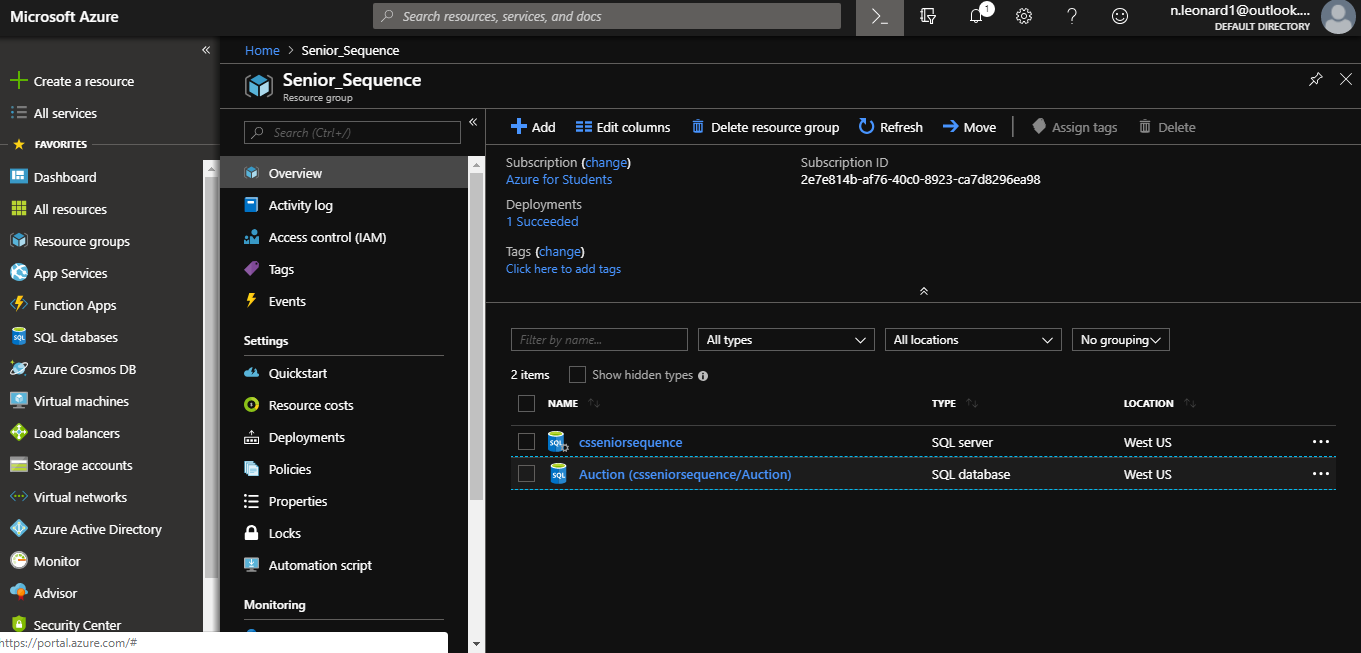 Microsoft Azure
Search resources, services, and docs
>_
1
?
n.leonard1@outlook....
DEFAULT DIRECTORY
«
Create a resource
All services
FAVORITES
Dashboard
All resources
Resource groups
App Services
Function Apps
SQL databases
Azure Cosmos DB
Virtual machines
Load balancers
Storage accounts
Virtual networks
Azure Active Directory
Monitor
Advisor
Security Center
https://portal.azure.com/#
Home > Senior_Sequence
Senior_Sequence
Resource group
Search (Ctrl+/)
«
Overview
Activity log
Access control (IAM)
Tags
Events
Settings
Quickstart
Resource costs
Deployments
Policies
Properties
Locks
Automation script
Monitoring
Add Edit columns Delete resource group Refresh Move Assign tags Delete
Subscription (change)
Azure for Students
Subscription ID
2e7e814b-af76-40c0-8923-ca7d8296ea98
Deployments
1 Succeeded
Tags (change)
Click here to add tags
Filter by name... All types All locations No grouping
2 items Show hidden types
NAME TYPE LOCATION
SQL csseniorsequence SQL server West US ...
SQL Auction (csseniorsequence/Auction) SQL database West US ...